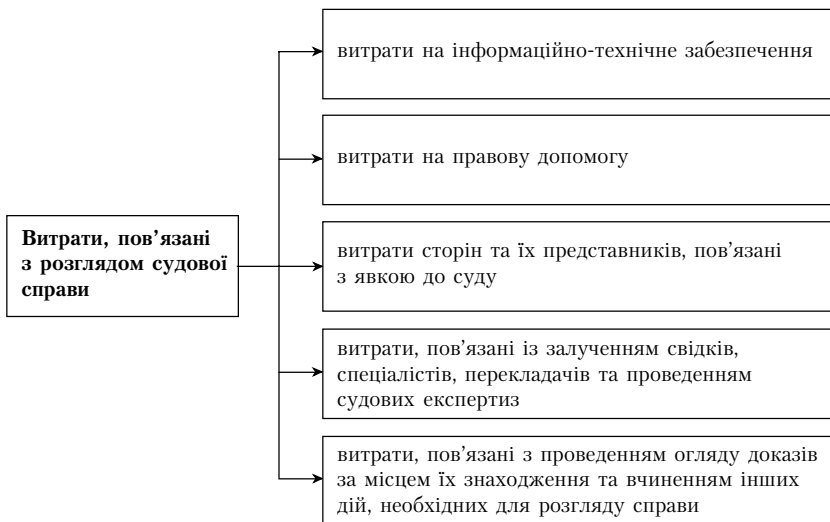 витрати на інформаційно-технічне забезпечення
витрати на правову допомогу
Витрати, пов’язані
з розглядом судової
справи
витрати сторін та їх представників, пов’язані
з явкою до суду
витрати, пов’язані із залученням свідків,
спеціалістів, перекладачів та проведенням
судових експертиз
витрати, пов’язані з проведенням огляду доказів
за місцем їх знаходження та вчиненням інших
дій, необхідних для розгляду справи